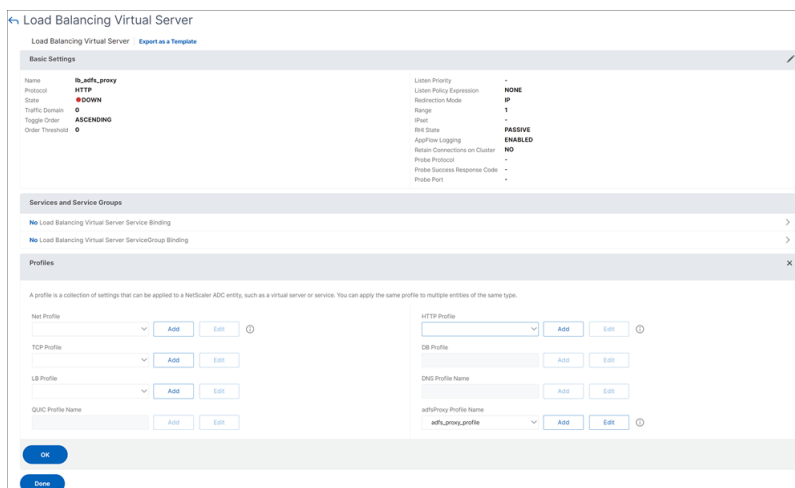 Load Balancing Virtual Server
Load Balancing Virtual Server | Export as a Template
Basic Settings
Name lb_adfs_proxy
Protocol HTTP
State DOWN
Traffic Domain 0
Toggle Order ASCENDING
Order Threshold 0
Listen Priority -
Listen Policy Expression NONE
Redirection Mode IP
Range 1
IPset -
RHI State PASSIVE
AppFlow Logging ENABLED
Retain Connections on Cluster NO
Probe Protocol -
Probe Success Response Code -
Probe Port -
Services and Service Groups
No Load Balancing Virtual Server Service Binding
No Load Balancing Virtual Server ServiceGroup Binding
Profiles
A profile is a collection of settings that can be applied to a NetScaler ADC entity, such as a virtual server or service. You can apply the same profile to multiple entities of the same type.
Net Profile
Add Edit
TCP Profile
Add Edit
LB Profile
Add Edit
QUIC Profile Name
Add Edit
HTTP Profile
Add Edit
DB Profile
Add Edit
DNS Profile Name
Add Edit
adfsProxy Profile Name
adfs_proxy_profile Add Edit
OK
Done